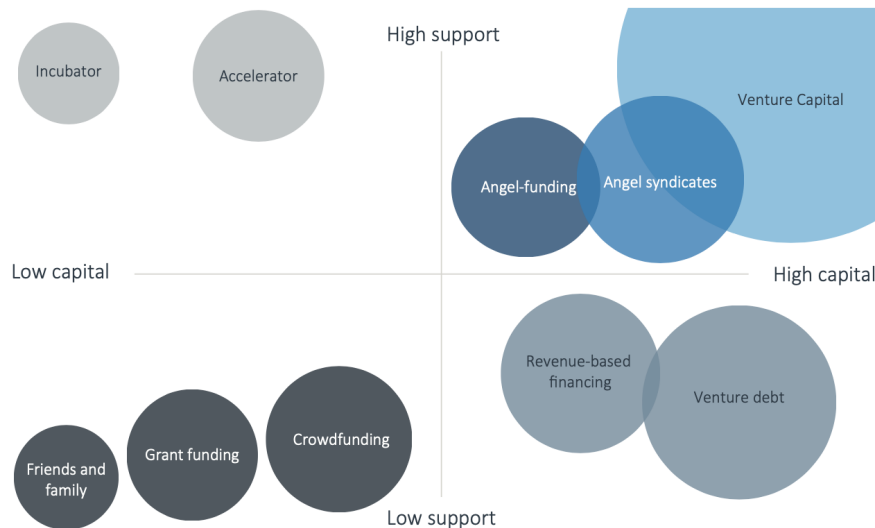 High support
Incubator
Accelerator
Venture Capital
Angel-funding
Angel syndicates
Low capital
High capital
Revenue-based
financing
Venture debt
Crowdfunding
Grant funding
Friends and
family
Low support